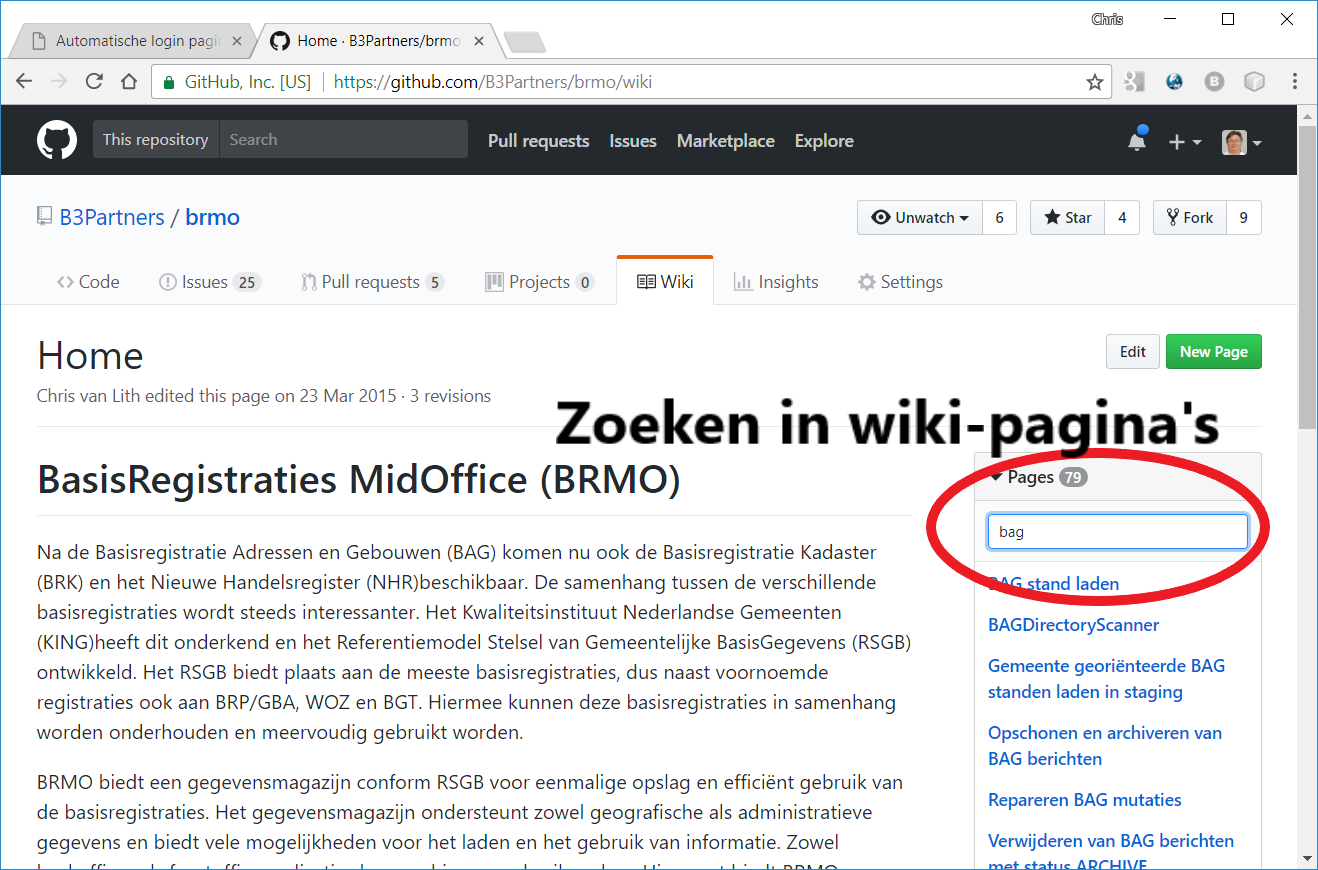 Chris
Automatische login pagi
Home · B3Partners/brmo
GitHub, Inc. [US] https://github.com/B3Partners/brmo/wiki
This repository Search Pull requests Issues Marketplace Explore
B3Partners / brmo
Unwatch 6 Star 4 Fork 9
Code Issues 25 Pull requests 5 Projects 0 Wiki Insights Settings
Home
Edit New Page
Chris van Lith edited this page on 23 Mar 2015 · 3 revisions
Zoeken in wiki-pagina's
BasisRegistraties MidOffice (BRMO)
Na de Basisregistratie Adressen en Gebouwen (BAG) komen nu ook de Basisregistratie Kadaster
(BRK) en het Nieuwe Handelsregister (NHR)beschikbaar. De samenhang tussen de verschillende
basisregistraties wordt steeds interessanter. Het Kwaliteitsinstituut Nederlandse Gemeenten
(KING)heeft dit onderkend en het Referentiemodel Stelsel van Gemeentelijke BasisGegevens (RSGB)
ontwikkeld. Het RSGB biedt plaats aan de meeste basisregistraties, dus naast voornoemde
registraties ook aan BRP/GBA, WOZ en BGT. Hiermee kunnen deze basisregistraties in samenhang
worden onderhouden en meervoudig gebruikt worden.
BRMO biedt een gegevensmagazijn conform RSGB voor eenmalige opslag en efficiënt gebruik van
de basisregistraties. Het gegevensmagazijn ondersteunt zowel geografische als administratieve
gegevens en biedt vele mogelijkheden voor het laden en het gebruik van informatie. Zowel
Pages 79
bag
BAG stand laden
BAGDirectoryScanner
Gemeente georiënteerde BAG
standen laden in staging
Opschonen en archiveren van
BAG berichten
Repareren BAG mutaties
Verwijderen van BAG berichten
met status ARCHIVE